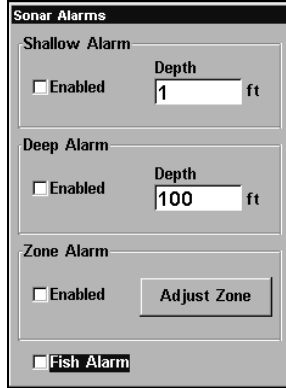 Sonar Alarms
Shallow Alarm
Depth
Enabled 1 ft
Deep Alarm
Depth
Enabled 100 ft
Zone Alarm
Enabled Adjust Zone
Fish Alarm